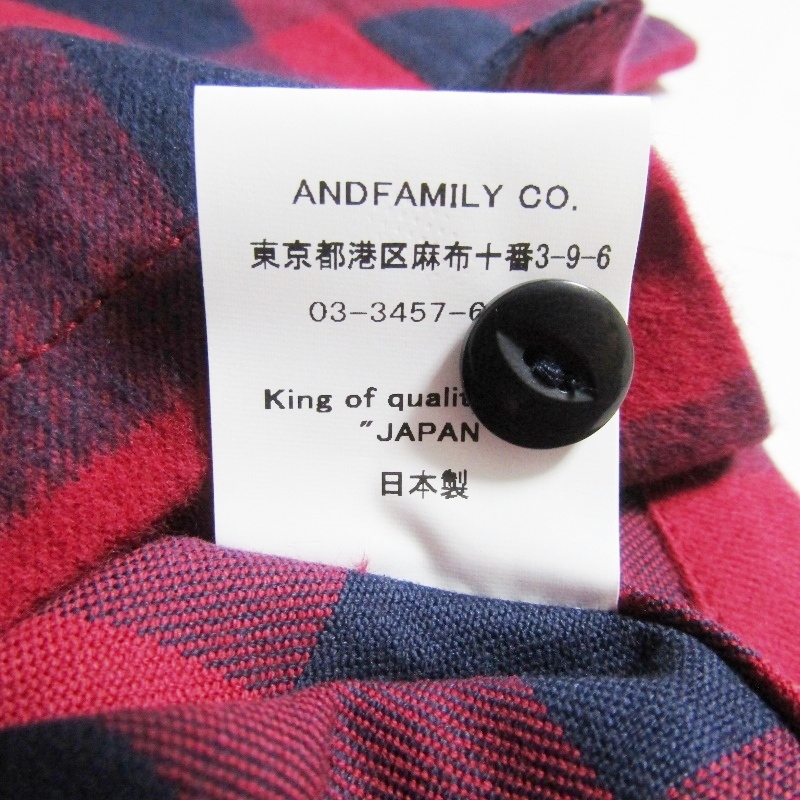 ANDFAMILY CO.
東京都港区麻布十番3-9-6
03-3457-6
King of
"JAPAN
日本製